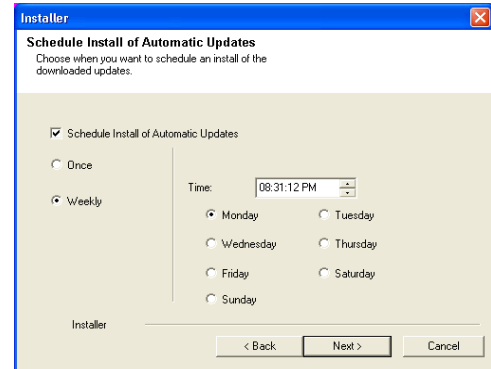 Installer
Schedule Install of Automatic Updates
Choose when you want to schedule an install of the
downloaded updates.
Schedule Install of Automatic Updates
Once
Weekly
Time: 08:31:12 PM
Monday Tuesday
Wednesday Thursday
Friday Saturday
Sunday
Installer
< Back Next > Cancel